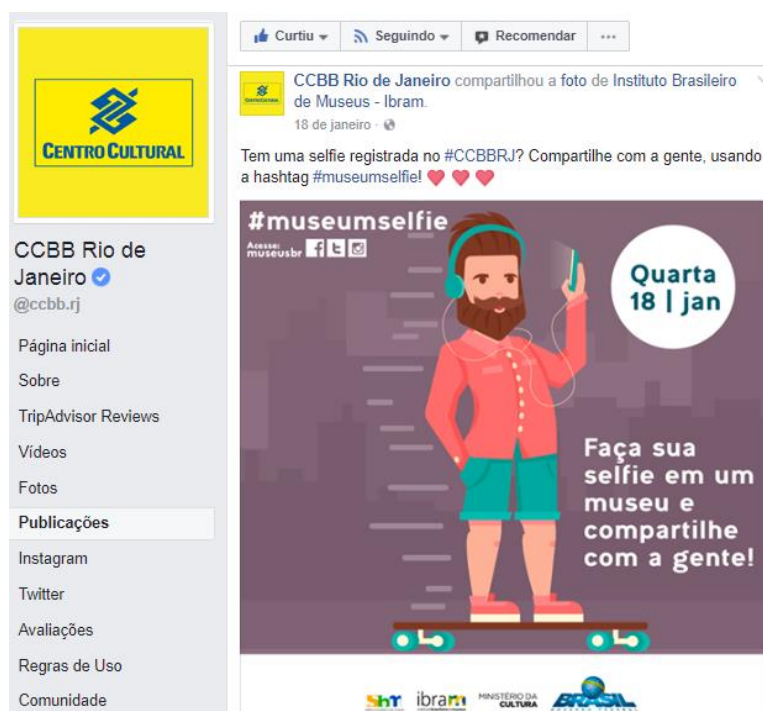 CENTRO CULTURAL
CCBB Rio de
Janeiro
@ccbb.rj
Página inicial
Sobre
TripAdvisor Reviews
Vídeos
Fotos
Publicações
Instagram
Twitter
Avaliações
Regras de Uso
Comunidade
Curtiu
Seguindo
Recomendar
CCBB Rio de Janeiro compartilhou a foto de Instituto Brasileiro
de Museus - Ibram.
18 de janeiro ·
Tem uma selfie registrada no #CCBBRJ? Compartilhe com a gente, usando
a hashtag #museumselfie!
#museumselfie
Acesse:
museusbr
Quarta
18 | jan
Faça sua
selfie em um
museu e
compartilhe
com a gente!
ibram
MINISTÉRIO DA
CULTURA
BRASIL